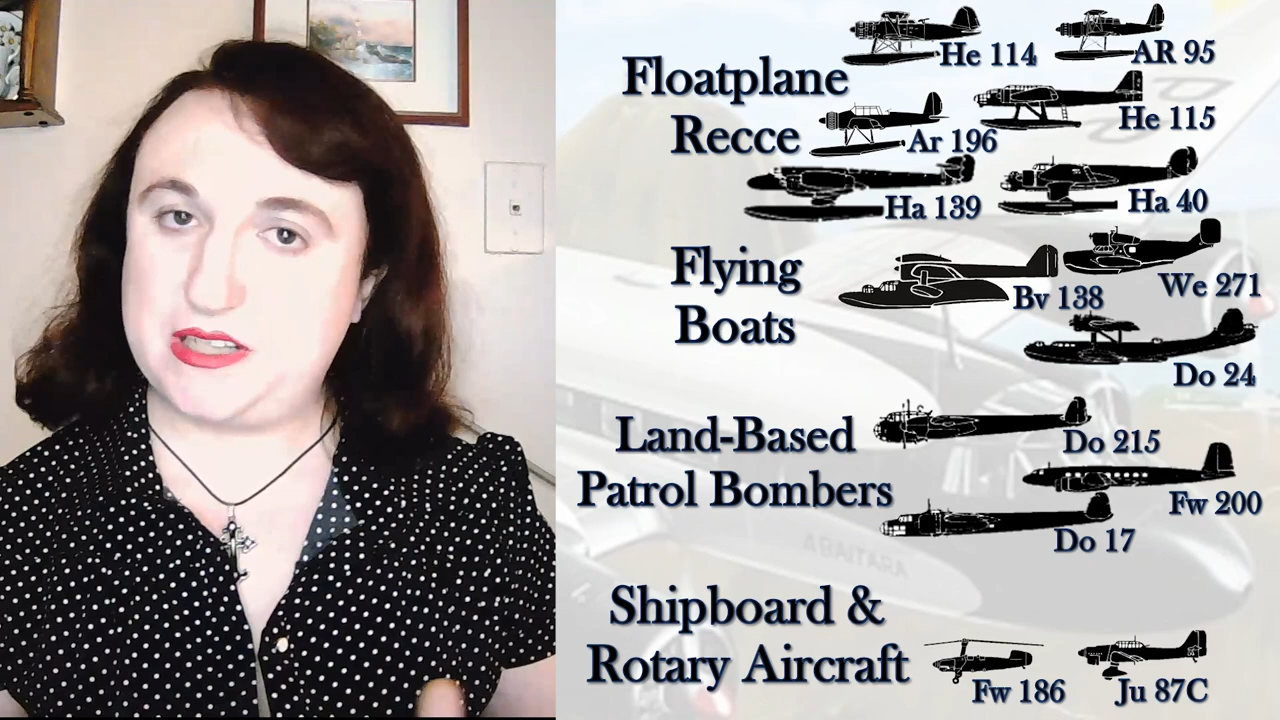 Floatplane
Recce
He 114
AR 95
He 115
Ar 196
Ha 139
Ha 40
Flying
Boats
Bv 138
We 271
Do 24
Land-Based
Patrol Bombers
Do 215
Fw 200
Do 17
Shipboard &
Rotary Aircraft
Fw 186
Ju 87C